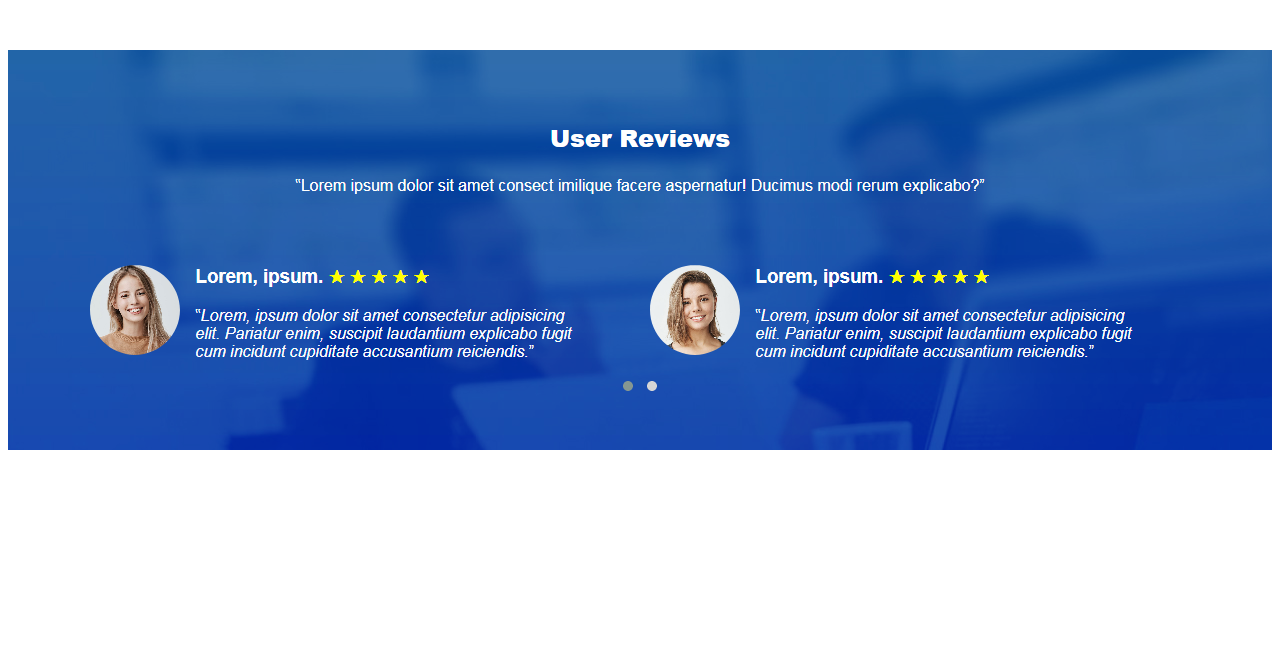 User Reviews
‟Lorem ipsum dolor sit amet consect imilique facere aspernatur! Ducimus modi rerum explicabo?”
Lorem, ipsum. ★ ★ ★ ★ ★
‟Lorem, ipsum dolor sit amet consectetur adipisicing
elit. Pariatur enim, suscipit laudantium explicabo fugit
cum incidunt cupiditate accusantium reiciendis.”
Lorem, ipsum. ★ ★ ★ ★ ★
‟Lorem, ipsum dolor sit amet consectetur adipisicing
elit. Pariatur enim, suscipit laudantium explicabo fugit
cum incidunt cupiditate accusantium reiciendis.”